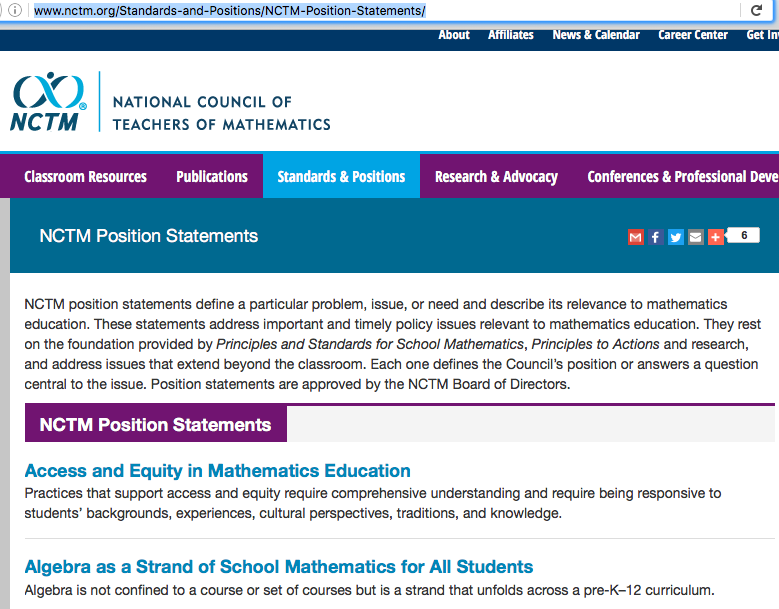 www.nctm.org/Standards-and-Positions/NCTM-Position-Statements/
About Affiliates News & Calendar Career Center Get In
NCTM®
NATIONAL COUNCIL OF
TEACHERS OF MATHEMATICS
Classroom Resources Publications Standards & Positions Research & Advocacy Conferences & Professional Deve
NCTM Position Statements
6
NCTM position statements define a particular problem, issue, or need and describe its relevance to mathematics
education. These statements address important and timely policy issues relevant to mathematics education. They rest
on the foundation provided by Principles and Standards for School Mathematics, Principles to Actions and research,
and address issues that extend beyond the classroom. Each one defines the Council's position or answers a question
central to the issue. Position statements are approved by the NCTM Board of Directors.
NCTM Position Statements
Access and Equity in Mathematics Education
Practices that support access and equity require comprehensive understanding and require being responsive to
students' backgrounds, experiences, cultural perspectives, traditions, and knowledge.
Algebra as a Strand of School Mathematics for All Students
Algebra is not confined to a course or set of courses but is a strand that unfolds across a pre-K–12 curriculum.